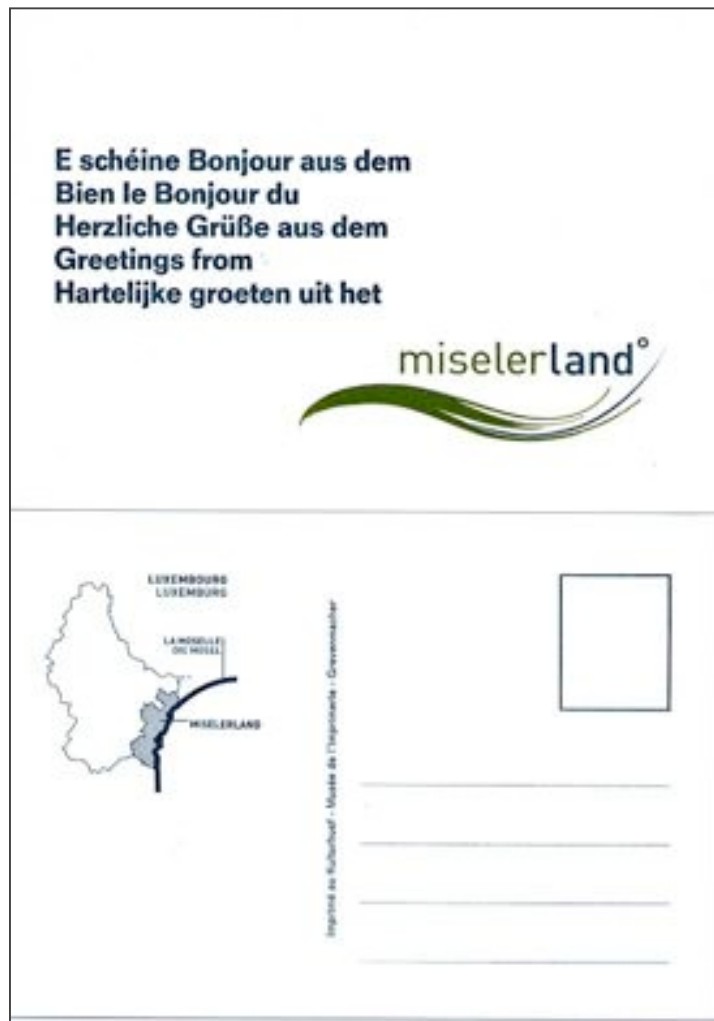 E schéine Bonjour aus dem
Bien le Bonjour du
Herzliche Grüße aus dem
Greetings from
Hartelijke groeten uit het
miselerland°
LUXEMBOURG
LUXEMBURG
LA MOSELLE
DIE MOSEL
MISELERLAND
Imprimé au Kulturhuef - Musée de l'Imprimerie - Grevenmacher